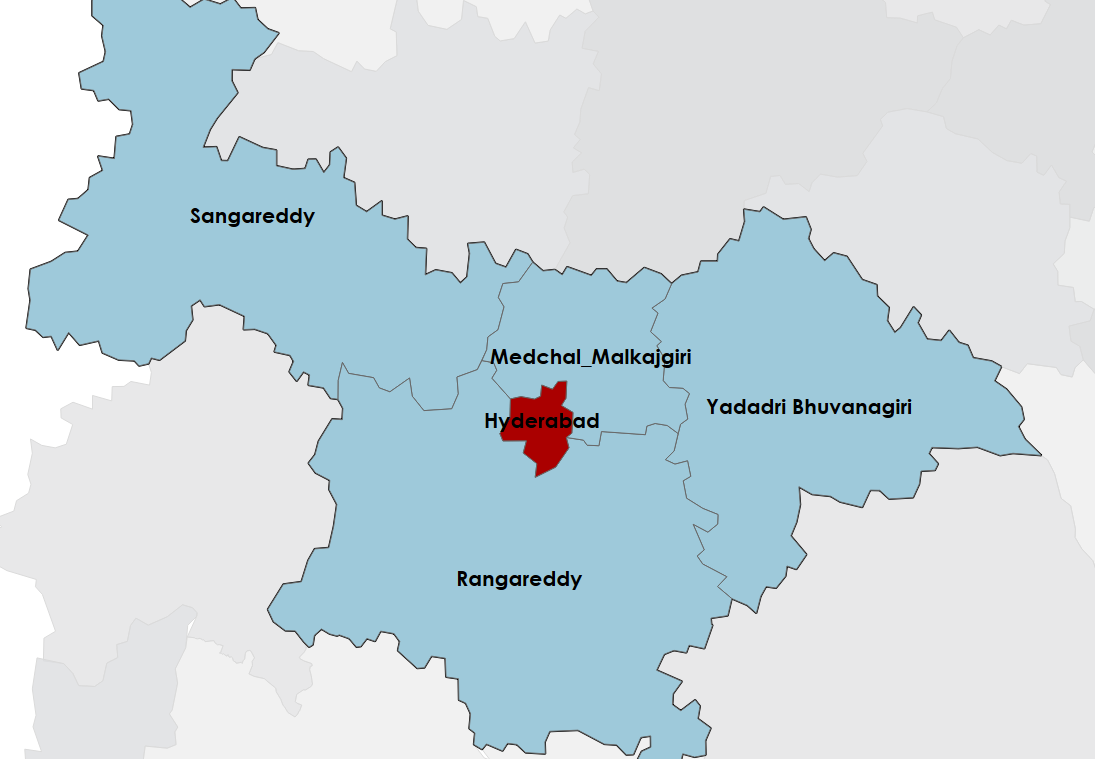 Sangareddy
Medchal_Malkajgiri
Yadadri Bhuvanagiri
Hyderabad
Rangareddy